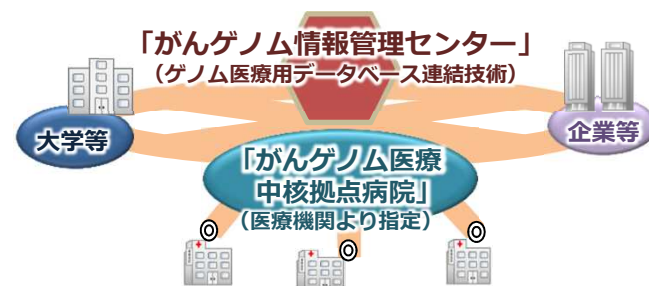 「がんゲノム情報管理センター」
（ゲノム医療用データベース連結技術）
大学等
企業等
「がんゲノム医療
中核拠点病院」
（医療機関より指定）